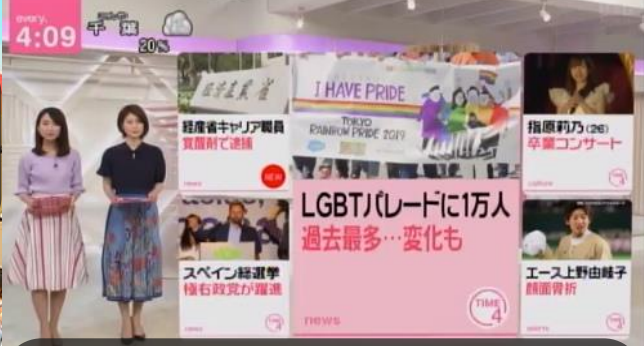 every.
4:09
千葉
20%
経産省
経産省キャリア職員
覚醒剤で逮捕
NEW
news
I HAVE PRIDE
TOKYO
RAINBOW PRIDE 2019
LGBTパレードに1万人
過去最多…変化も
news
TIME
4
指原莉乃(26)
卒業コンサート
culture
スペイン総選挙
極右政党が躍進
news
エース上野由岐子
顔面骨折
sports